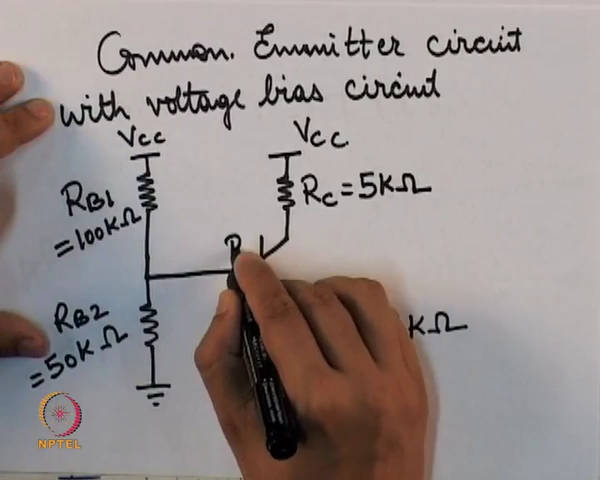 Common. Emmitter circuit
with voltage bias circuit
Vcc
Vcc
RB1
=100KΩ
RC=5KΩ
RB2
=50KΩ
KΩ
NPTEL